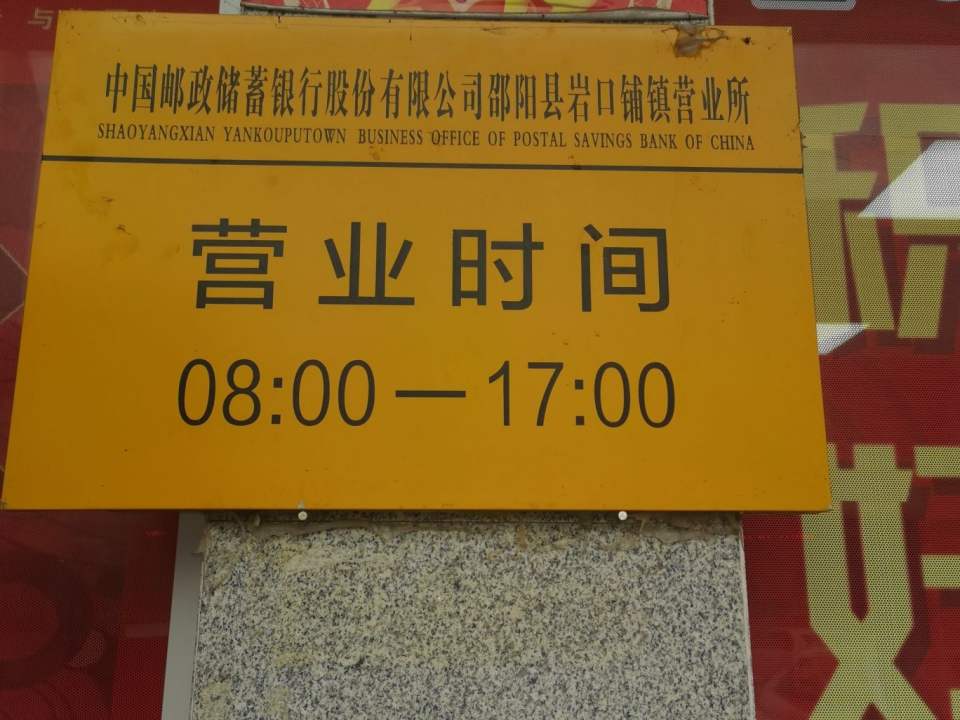 与
中国邮政储蓄银行股份有限公司邵阳县岩口铺镇营业所
SHAOYANGXIAN YANKOUPUTOWN BUSINESS OFFICE OF POSTAL SAVINGS BANK OF CHINA
营业时间
08:00—17:00
好